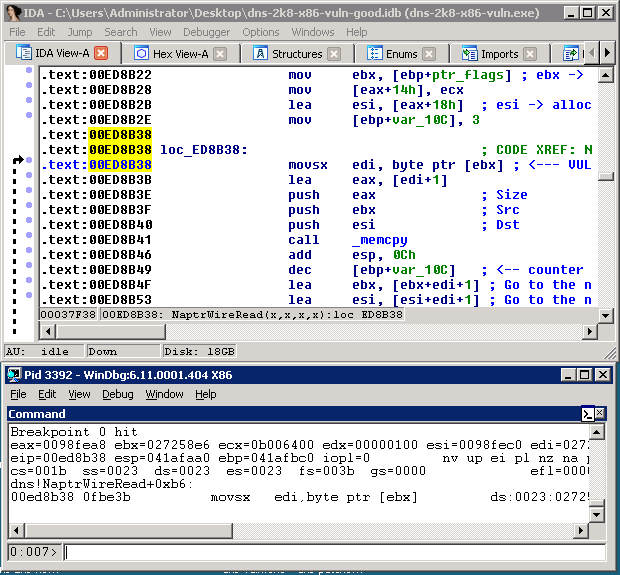 IDA - C:\Users\Administrator\Desktop\dns-2k8-x86-vuln-good.idb (dns-2k8-x86-vuln.exe)
File Edit Jump Search View Debugger Options Windows Help
IDA View-A Hex View-A Structures Enums Imports
.text:00ED8B22 mov ebx, [ebp+ptr_flags] ; ebx ->
.text:00ED8B28 mov [eax+14h], ecx
.text:00ED8B2B lea esi, [eax+18h] ; esi -> alloc
.text:00ED8B2E mov [ebp+var_10C], 3
.text:00ED8B38
.text:00ED8B38 loc_ED8B38: ; CODE XREF: N
.text:00ED8B38 movsx edi, byte ptr [ebx] ; <--- VUL
.text:00ED8B3B lea eax, [edi+1]
.text:00ED8B3E push eax ; Size
.text:00ED8B3F push ebx ; Src
.text:00ED8B40 push esi ; Dst
.text:00ED8B41 call _memcpy
.text:00ED8B46 add esp, 0Ch
.text:00ED8B49 dec [ebp+var_10C] ; <-- counter
.text:00ED8B4F lea ebx, [ebx+edi+1] ; Go to the n
.text:00ED8B53 lea esi, [esi+edi+1] ; Go to the n
00037F38 00ED8B38: NaptrWireRead(x,x,x,x):loc_ED8B38
AU: idle Down Disk: 18GB
Pid 3392 - WinDbg:6.11.0001.404 X86
File Edit View Debug Window Help
Command
Breakpoint 0 hit
eax=0098fea8 ebx=027258e6 ecx=0b006400 edx=00000100 esi=0098fec0 edi=027
eip=00ed8b38 esp=041afaa0 ebp=041afbc0 iopl=0 nv up ei pl nz na p
cs=001b ss=0023 ds=0023 es=0023 fs=003b gs=0000 efl=000
dns!NaptrWireRead+0xb6:
00ed8b38 0fbe3b movsx edi,byte ptr [ebx] ds:0023:0272
0:007>